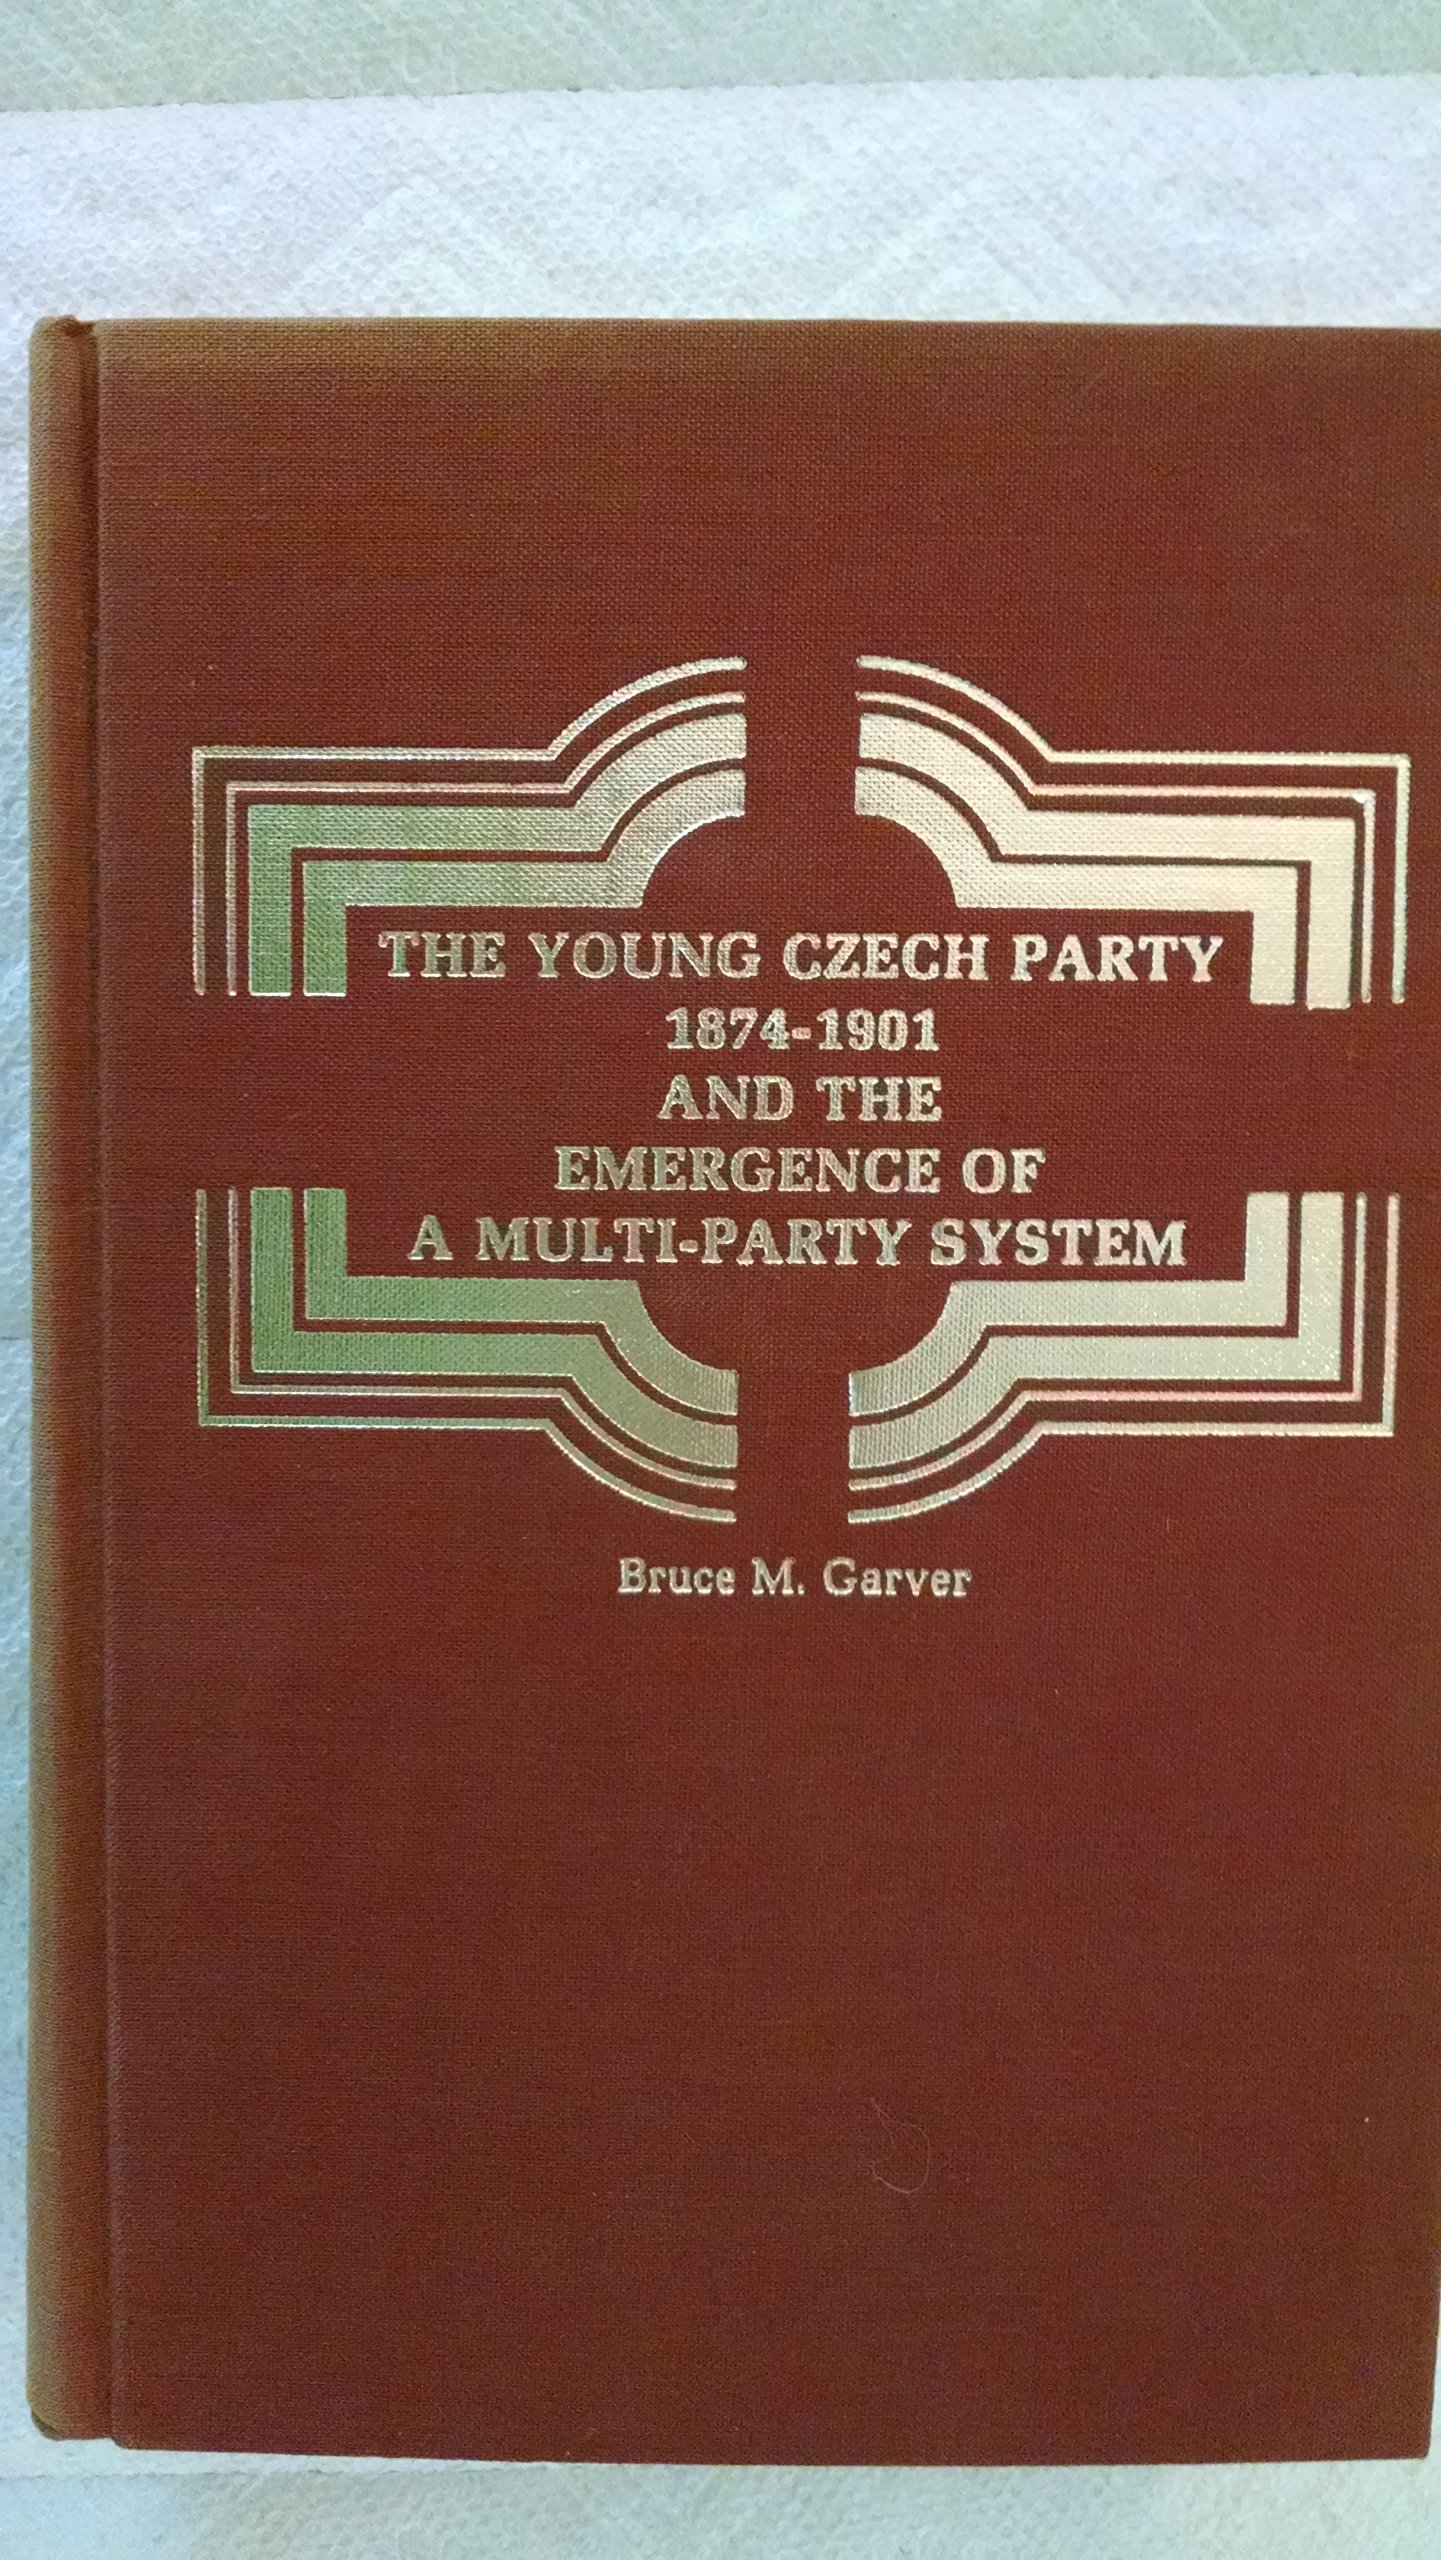 THE YOUNG CZECH PARTY
1874-1901
AND THE
EMERGENCE OF
A MULTI-PARTY SYSTEM
Bruce M. Garver